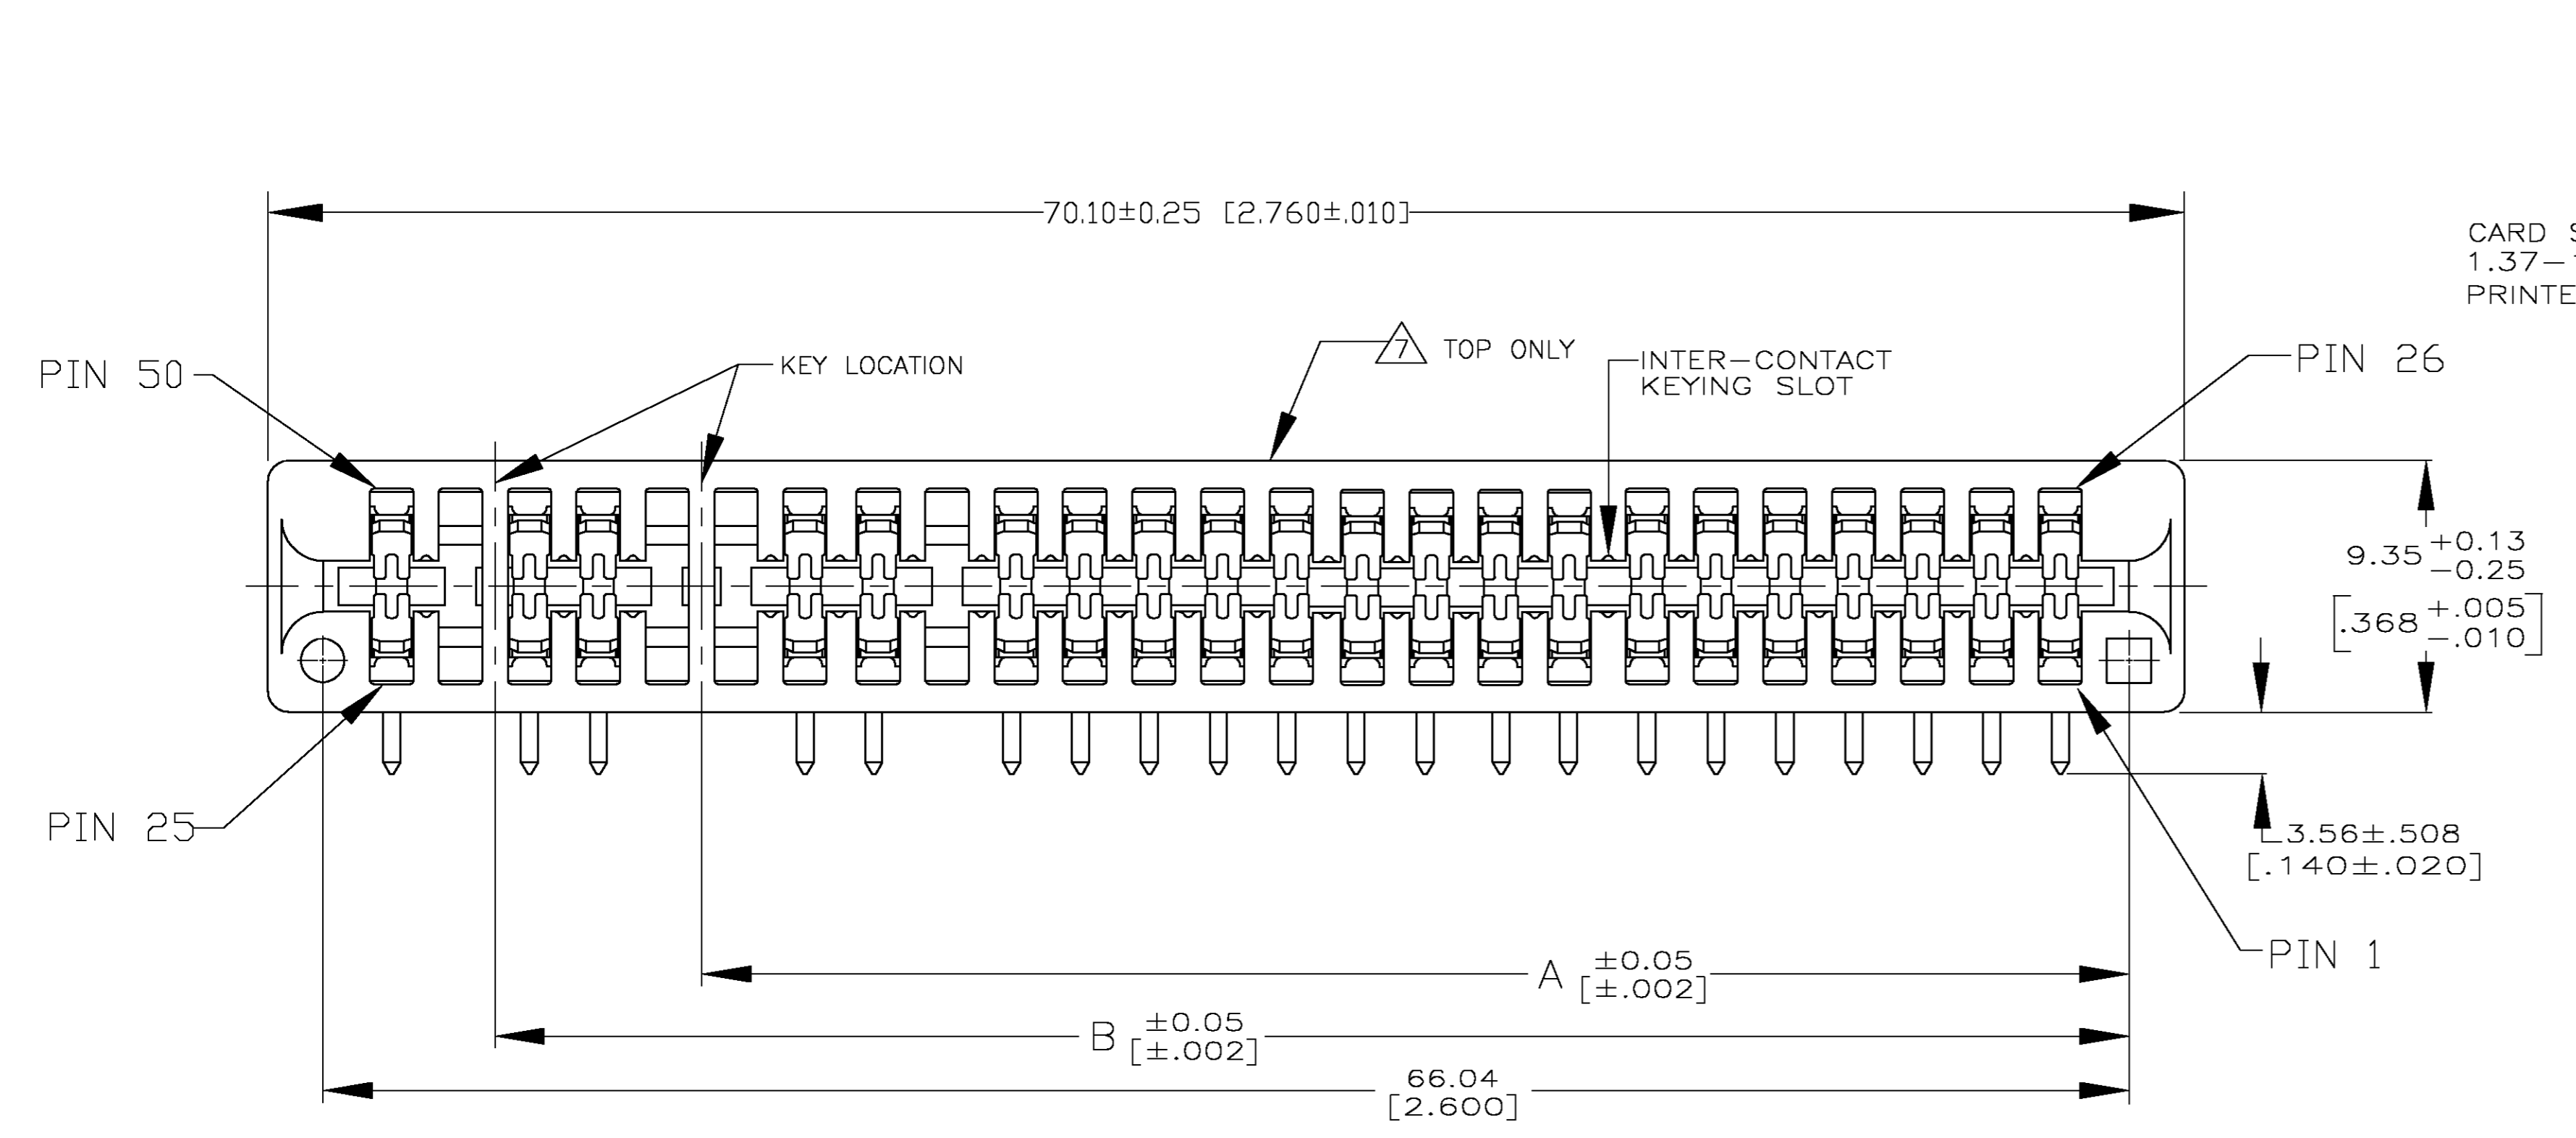 70.10±0.25 [2.760±.010]
CARD S
1.37–
PRINTE
7 TOP ONLY
KEY LOCATION
INTER–CONTACT
KEYING SLOT
PIN 50
PIN 26
9.35 +0.13
–0.25
[.368 +.005
–.010]
PIN 25
3.56±.508
[.140±.020]
PIN 1
A ±0.05
[±.002]
B ±0.05
[±.002]
66.04
[2.600]